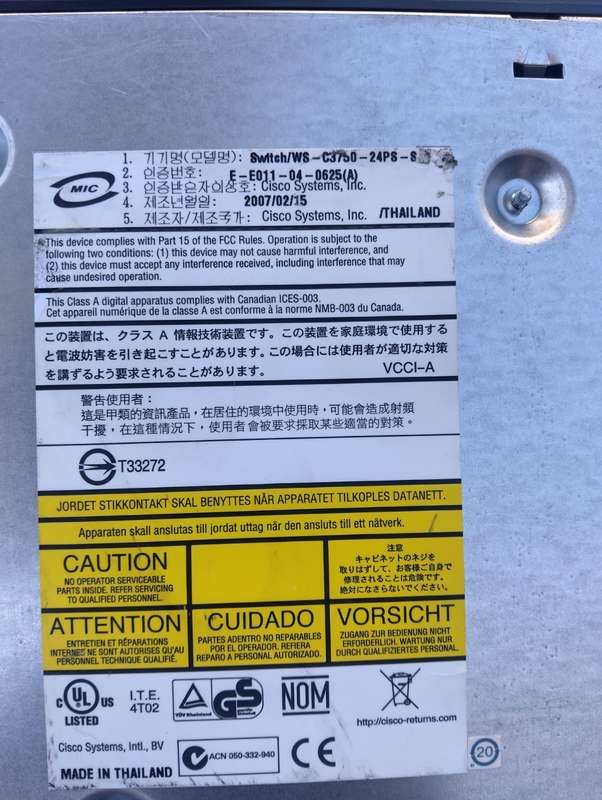 MIC
1. 기기명(모델명): Switch/WS-C3750-24PS-S
2. 인증번호: E-E011-04-0625(A)
3. 인증받은자의상호: Cisco Systems, Inc.
4. 제조년월일: 2007/02/15
5. 제조자/제조국가: Cisco Systems, Inc. /THAILAND
This device complies with Part 15 of the FCC Rules. Operation is subject to the
following two conditions: (1) this device may not cause harmful interference, and
(2) this device must accept any interference received, including interference that may
cause undesired operation.
This Class A digital apparatus complies with Canadian ICES-003.
Cet appareil numérique de la classe A est conforme à la norme NMB-003 du Canada.
この装置は、クラス A 情報技術装置です。この装置を家庭環境で使用する
と電波妨害を引き起こすことがあります。この場合には使用者が適切な対策
を講ずるよう要求されることがあります。 VCCI-A
警告使用者：
這是甲類的資訊產品，在居住的環境中使用時，可能會造成射頻
干擾，在這種情況下，使用者會被要求採取某些適當的對策。
T33272
JORDET STIKKONTAKT SKAL BENYTTES NÅR APPARATET TILKOPLES DATANETT.
Apparaten skall anslutas till jordat uttag när den ansluts till ett nätverk.
CAUTION
NO OPERATOR SERVICEABLE
PARTS INSIDE. REFER SERVICING
TO QUALIFIED PERSONNEL.
注意
キャビネットのネジを
取りはずして、お客様ご自身で
修理されることは危険です。
絶対になさらないでください。
ATTENTION
ENTRETIEN ET RÉPARATIONS
INTERNES NE SONT AUTORISES QU'AU
PERSONNEL TECHNIQUE QUALIFIÉ.
CUIDADO
PARTES ADENTRO NO REPARABLES
POR EL OPERADOR. REFIERA
REPARO A PERSONAL AUTORIZADO.
VORSICHT
ZUGANG ZUR BEDIENUNG NICHT
ERFORDERLICH. WARTUNG NUR
DURCH QUALIFIZIERTES PERSONAL.
C UL US
LISTED
I.T.E.
4T02
TÜV Rheinland
GS
NOM
http://cisco-returns.com
Cisco Systems, Intl., BV
MADE IN THAILAND
ACN 050-332-940
CE
20